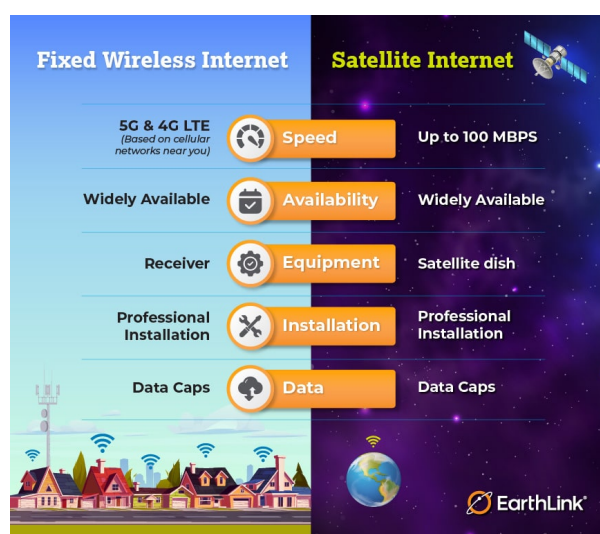 Fixed Wireless Internet
Satellite Internet
5G & 4G LTE
(Based on cellular
networks near you)
Speed
Up to 100 MBPS
Widely Available
Availability
Widely Available
Receiver
Equipment
Satellite dish
Professional
Installation
Installation
Professional
Installation
Data Caps
Data
Data Caps
EarthLink®